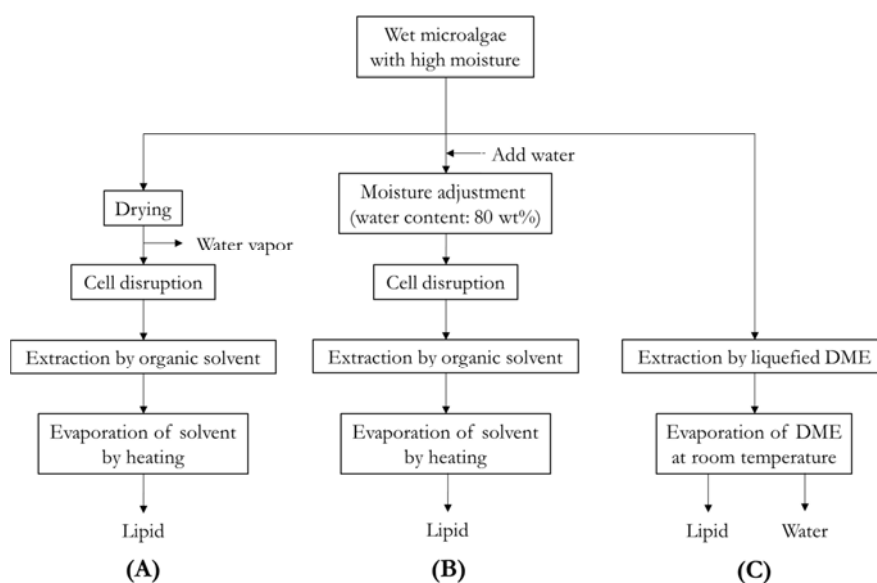 Wet microalgae
with high moisture
Add water
Drying
Water vapor
Moisture adjustment
(water content: 80 wt%)
Cell disruption
Cell disruption
Extraction by organic solvent
Extraction by organic solvent
Extraction by liquefied DME
Evaporation of solvent
by heating
Evaporation of solvent
by heating
Evaporation of DME
at room temperature
Lipid
Lipid
Lipid
Water
(A)
(B)
(C)